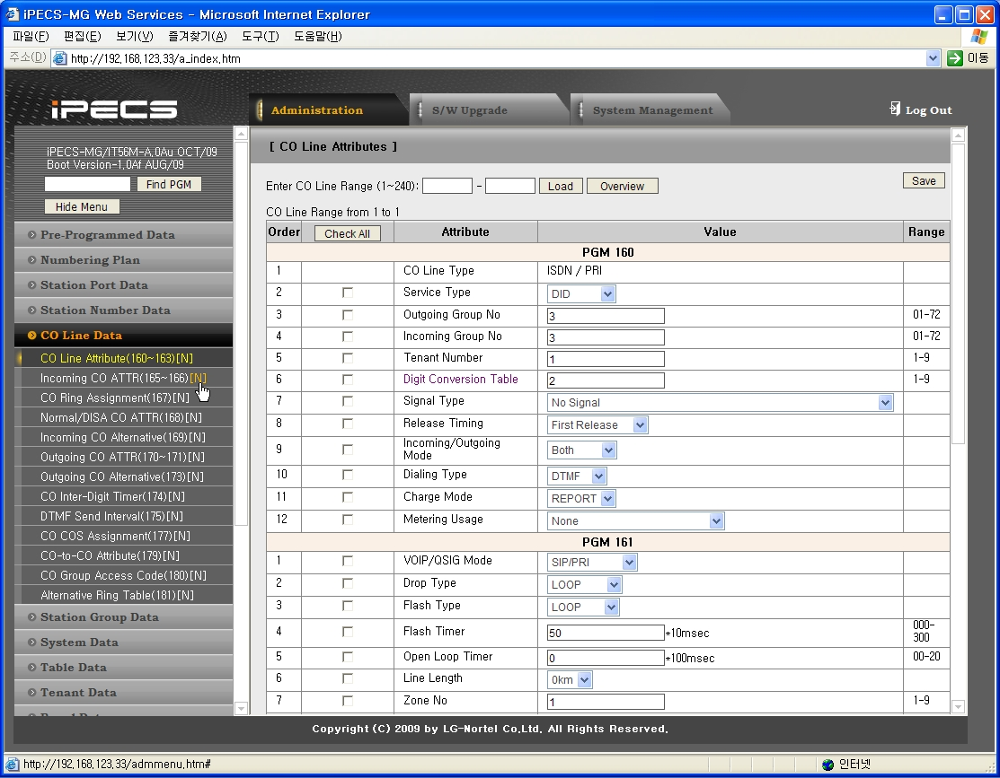 iPECS-MG Web Services - Microsoft Internet Explorer
파일(F) 편집(E) 보기(V) 즐겨찾기(A) 도구(T) 도움말(H)
주소(D) http://192.168.123.33/a_index.htm 이동
iPECS
Administration S/W Upgrade System Management Log Out
iPECS-MG/IT56M-A.0Au OCT/09
Boot Version-1.0Af AUG/09
Find PGM
Hide Menu
Pre-Programmed Data
Numbering Plan
Station Port Data
Station Number Data
CO Line Data
CO Line Attribute(160~163)[N]
Incoming CO ATTR(165~166)[N]
CO Ring Assignment(167)[N]
Normal/DISA CO ATTR(168)[N]
Incoming CO Alternative(169)[N]
Outgoing CO ATTR(170~171)[N]
Outgoing CO Alternative(173)[N]
CO Inter-Digit Timer(174)[N]
DTMF Send Interval(175)[N]
CO COS Assignment(177)[N]
CO-to-CO Attribute(179)[N]
CO Group Access Code(180)[N]
Alternative Ring Table(181)[N]
Station Group Data
System Data
Table Data
Tenant Data
[ CO Line Attributes ]
Enter CO Line Range (1~240): - Load Overview Save
CO Line Range from 1 to 1
Order Check All Attribute Value Range
PGM 160
1 CO Line Type ISDN / PRI
2 Service Type DID
3 Outgoing Group No 3 01-72
4 Incoming Group No 3 01-72
5 Tenant Number 1 1-9
6 Digit Conversion Table 2 1-9
7 Signal Type No Signal
8 Release Timing First Release
9 Incoming/Outgoing Mode Both
10 Dialing Type DTMF
11 Charge Mode REPORT
12 Metering Usage None
PGM 161
1 VOIP/QSIG Mode SIP/PRI
2 Drop Type LOOP
3 Flash Type LOOP
4 Flash Timer 50 *10msec 000-300
5 Open Loop Timer 0 *100msec 00-20
6 Line Length 0km
7 Zone No 1 1-9
Copyright (C) 2009 by LG-Nortel Co.Ltd. All Rights Reserved.
http://192.168.123.33/admmenu.htm# 인터넷